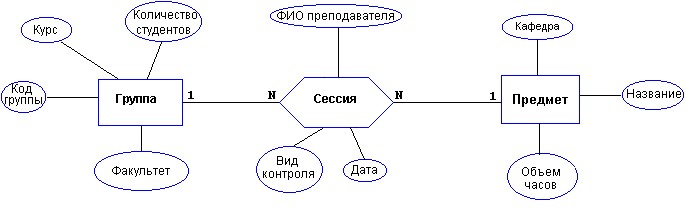 Количество
студентов
ФИО преподавателя
Курс
Кафедра
Код
группы
Группа
1
N
Сессия
N
1
Предмет
Название
Факультет
Вид
контроля
Дата
Объем
часов